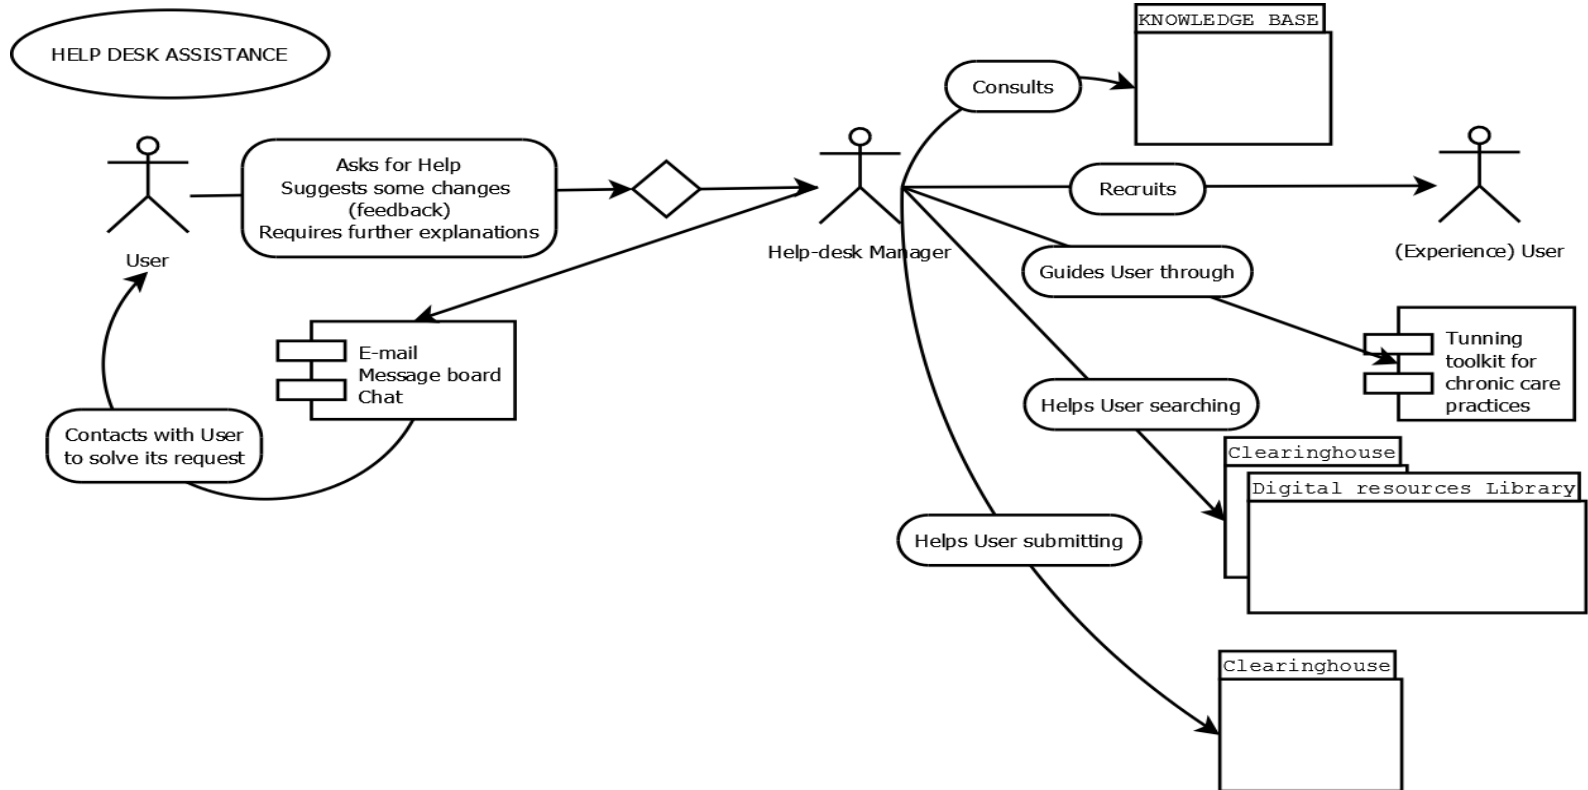 HELP DESK ASSISTANCE
KNOWLEDGE BASE
Consults
Asks for Help
Suggests some changes
(feedback)
Requires further explanations
User
Help-desk Manager
Recruits
(Experience) User
Guides User through
Tunning
toolkit for
chronic care
practices
E-mail
Message board
Chat
Contacts with User
to solve its request
Helps User searching
Clearinghouse
Digital resources Library
Helps User submitting
Clearinghouse